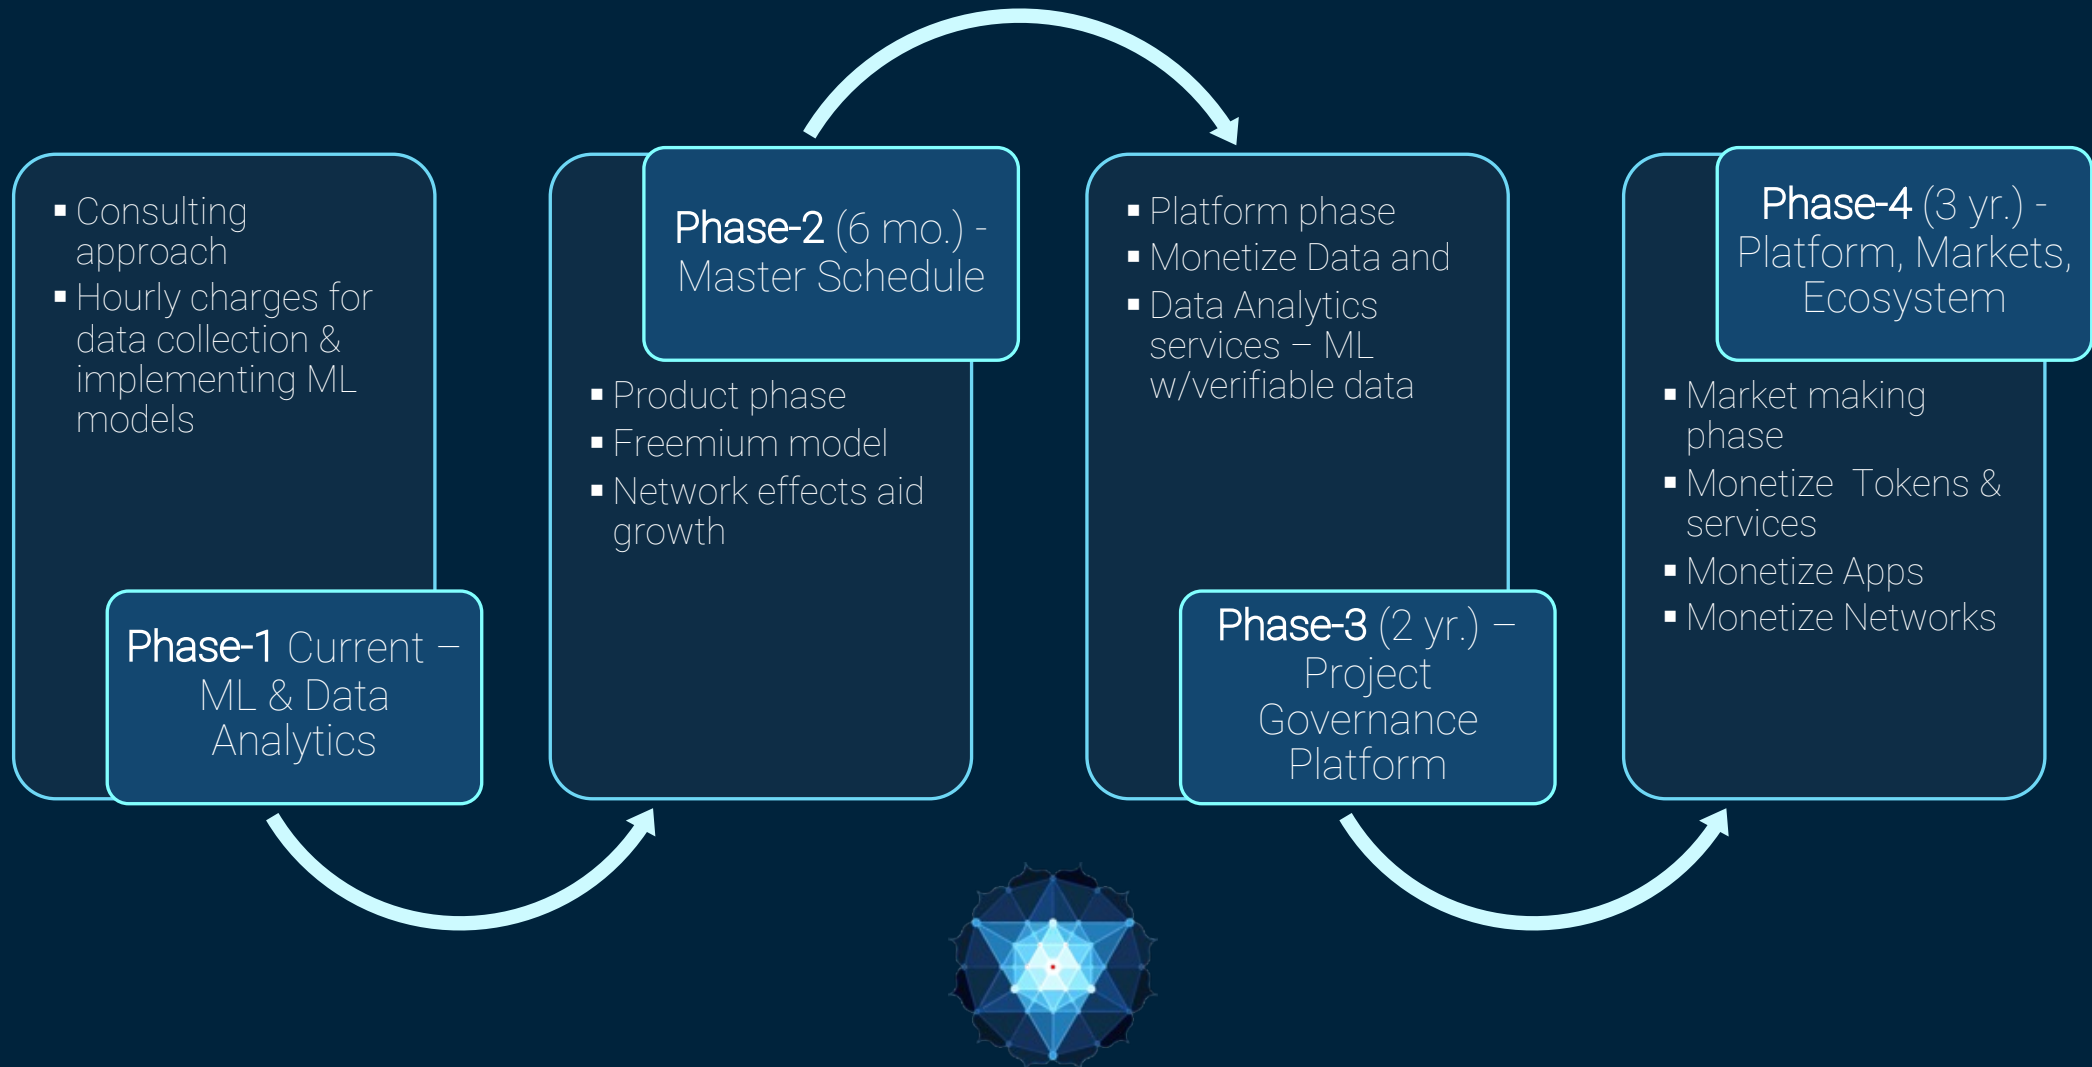 ▪ Consulting
approach
▪ Hourly charges for
data collection &
implementing ML
models
Phase-1 Current –
ML & Data
Analytics
Phase-2 (6 mo.) -
Master Schedule
▪ Product phase
▪ Freemium model
▪ Network effects aid
growth
▪ Platform phase
▪ Monetize Data and
▪ Data Analytics
services – ML
w/verifiable data
Phase-3 (2 yr.) –
Project
Governance
Platform
Phase-4 (3 yr.) -
Platform, Markets,
Ecosystem
▪ Market making
phase
▪ Monetize  Tokens &
services
▪ Monetize Apps
▪ Monetize Networks